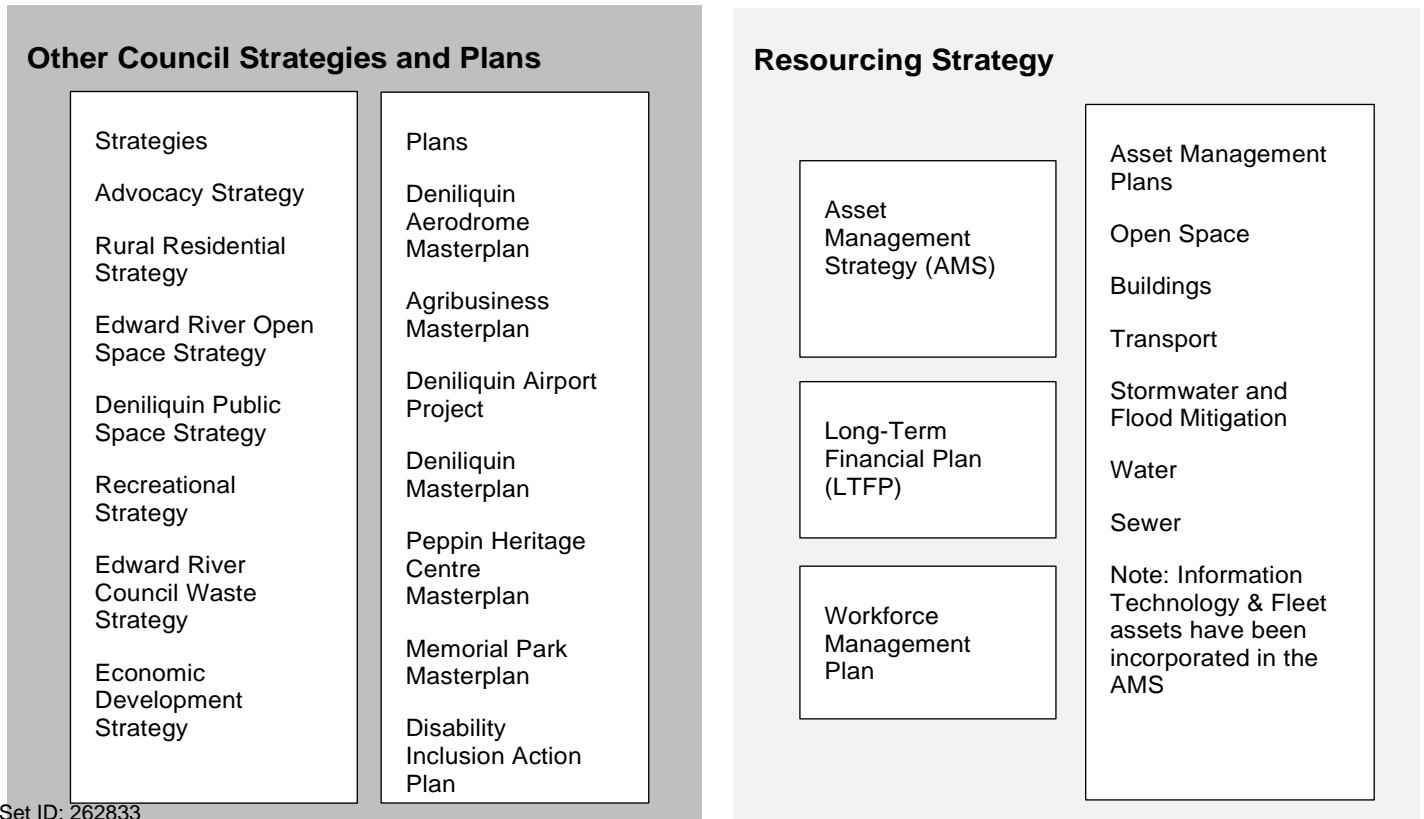 Other Council Strategies and Plans
Strategies
Advocacy Strategy
Rural Residential
Strategy
Edward River Open
Space Strategy
Deniliquin Public
Space Strategy
Recreational
Strategy
Edward River
Council Waste
Strategy
Economic
Development
Strategy
Plans
Deniliquin
Aerodrome
Masterplan
Agribusiness
Masterplan
Deniliquin Airport
Project
Deniliquin
Masterplan
Peppin Heritage
Centre
Masterplan
Memorial Park
Masterplan
Disability
Inclusion Action
Plan
Resourcing Strategy
Asset
Management
Strategy (AMS)
Long-Term
Financial Plan
(LTFP)
Workforce
Management
Plan
Asset Management
Plans
Open Space
Buildings
Transport
Stormwater and
Flood Mitigation
Water
Sewer
Note: Information
Technology & Fleet
assets have been
incorporated in the
AMS
Set ID: 262833